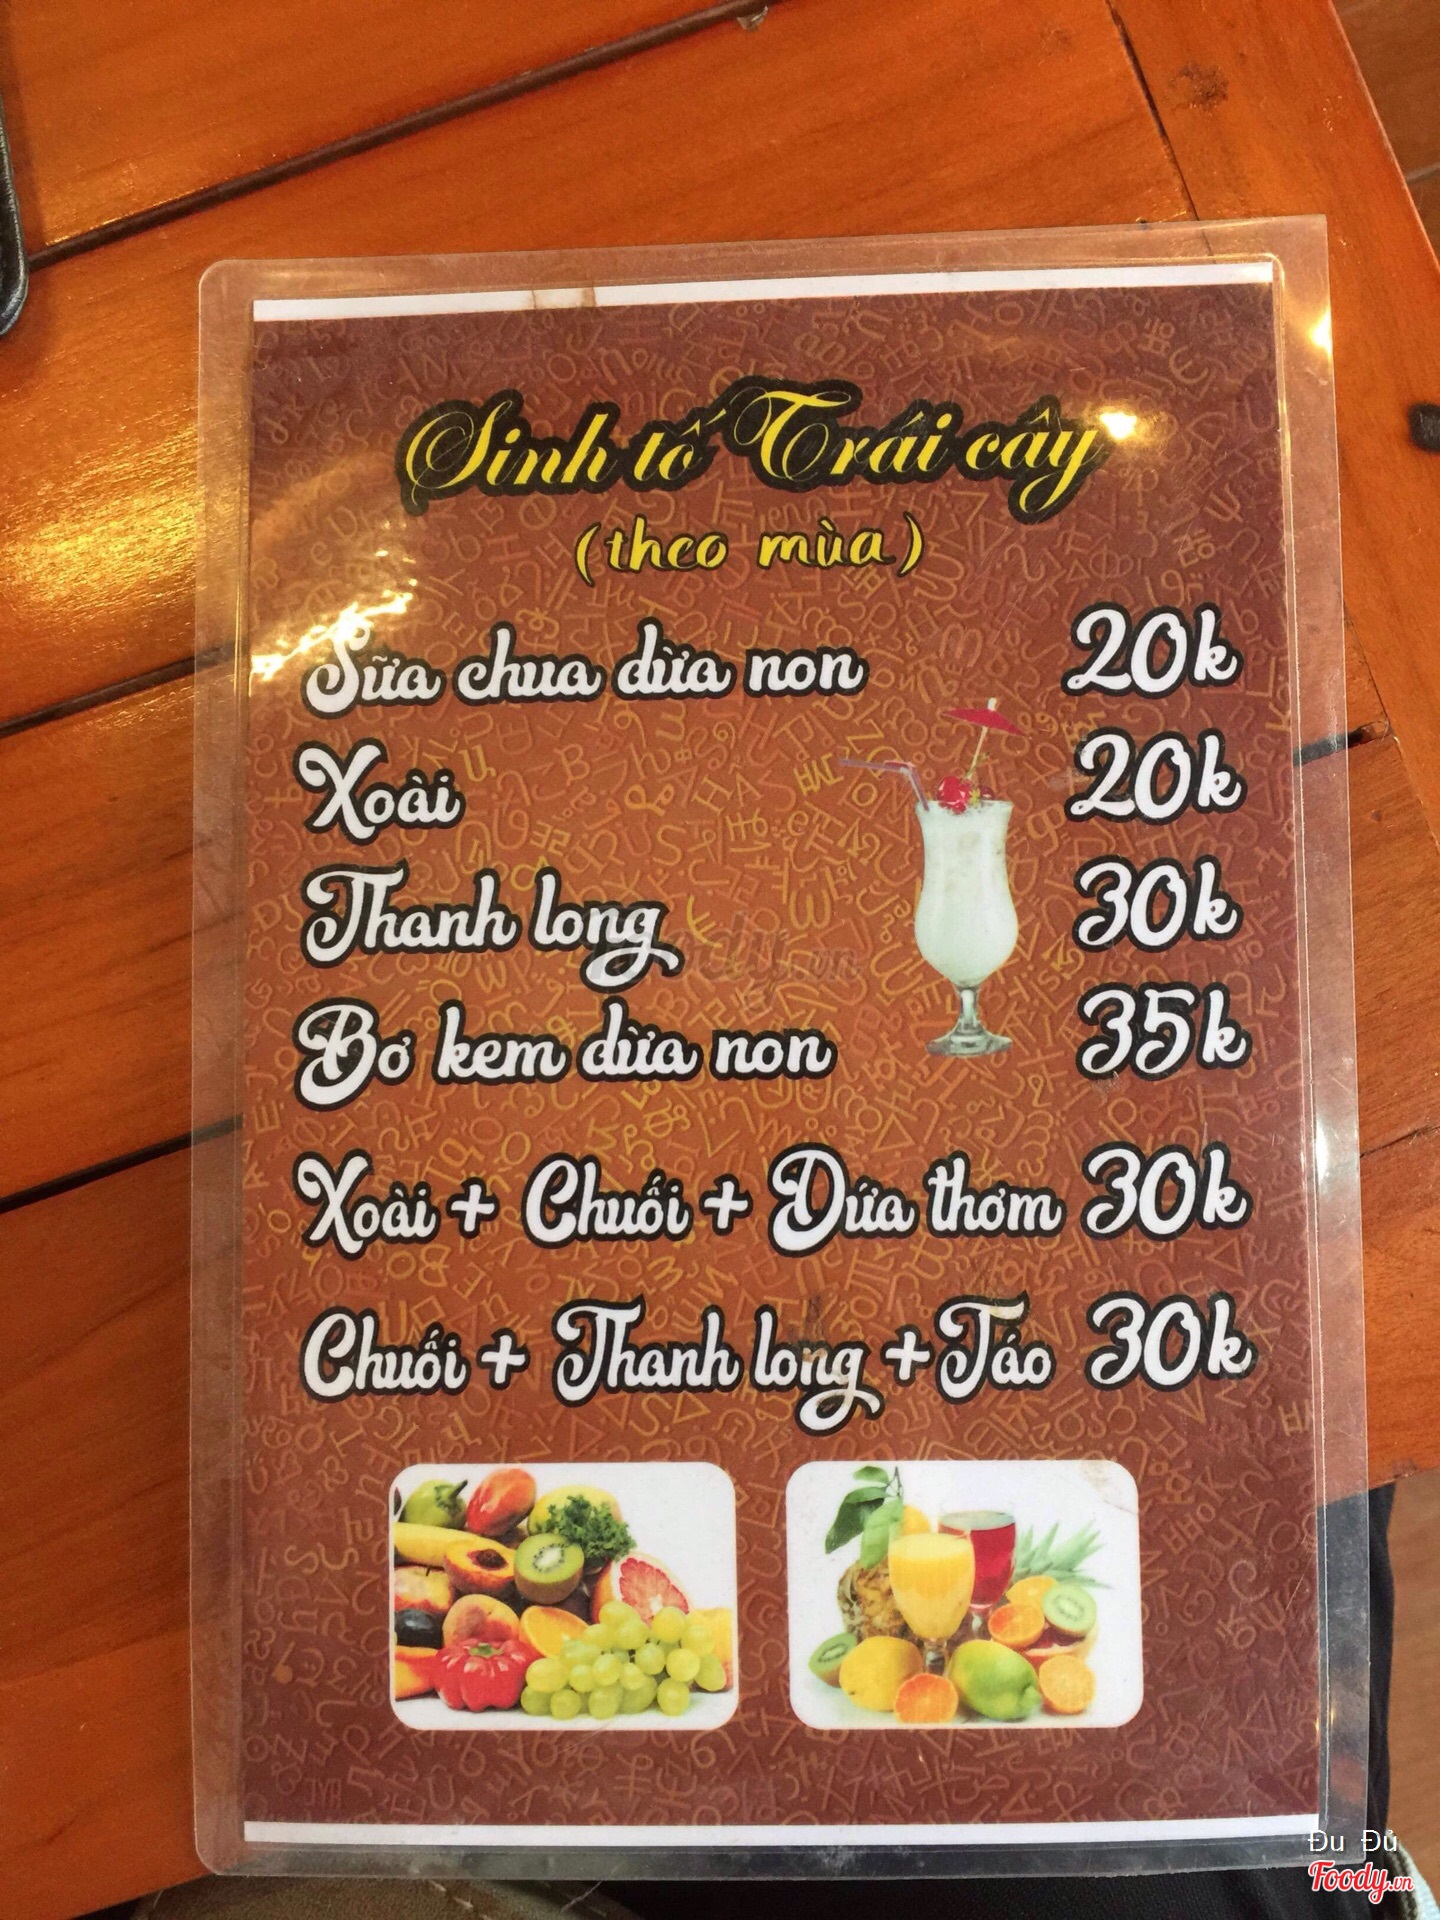 Sinh tố Trái cây
(theo mùa)
Sữa chua dừa non 20k
Xoài 20k
Thanh long 30k
Bơ kem dừa non 35k
Xoài + Chuối + Dứa thơm 30k
Chuối + Thanh long + Táo 30k
Đu Đủ
Foody.vn